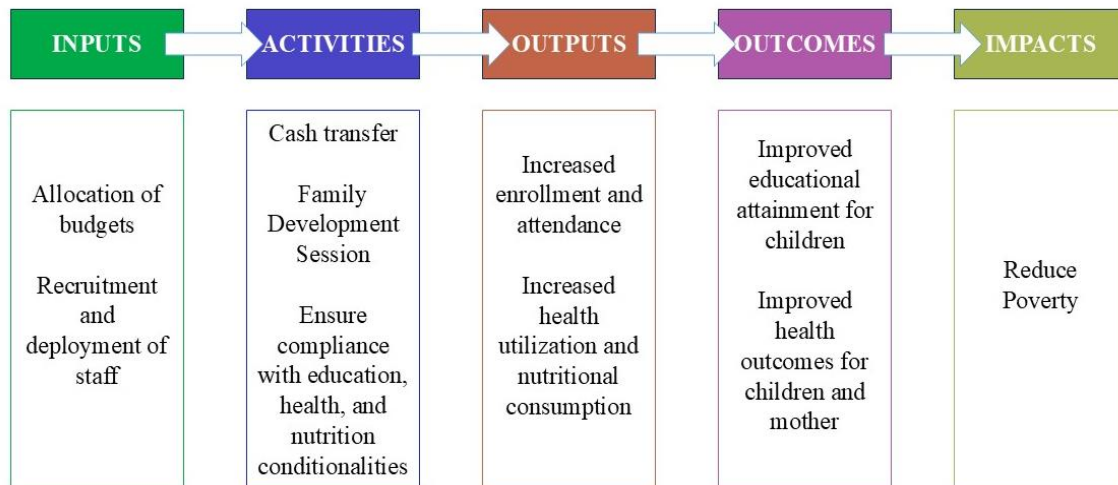 INPUTS
ACTIVITIES
OUTPUTS
OUTCOMES
IMPACTS
Allocation of
budgets
Recruitment
and
deployment of
staff
Cash transfer
Family
Development
Session
Ensure
compliance
with education,
health, and
nutrition
conditionalities
Increased
enrollment and
attendance
Increased
health
utilization and
nutritional
consumption
Improved
educational
attainment for
children
Improved
health
outcomes for
children and
mother
Reduce
Poverty